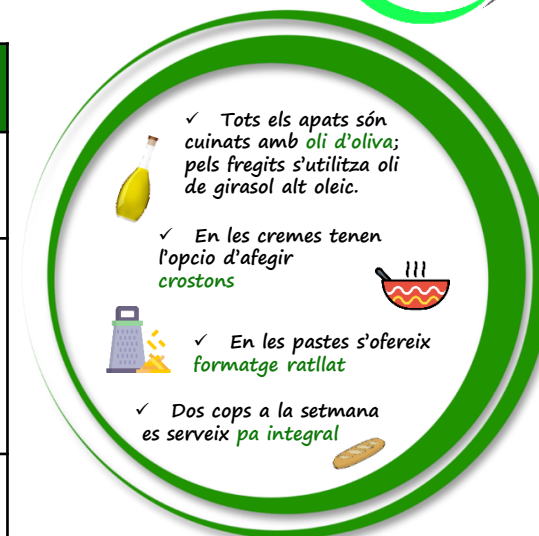 ✓ Tots els apats són
cuinats amb oli d'oliva;
pels fregits s'utilitza oli
de girasol alt oleic.
✓ En les cremes tenen
l'opcio d'afegir
crostons
✓ En les pastes s'ofereix
formatge ratllat
✓ Dos cops a la setmana
es serveix pa integral